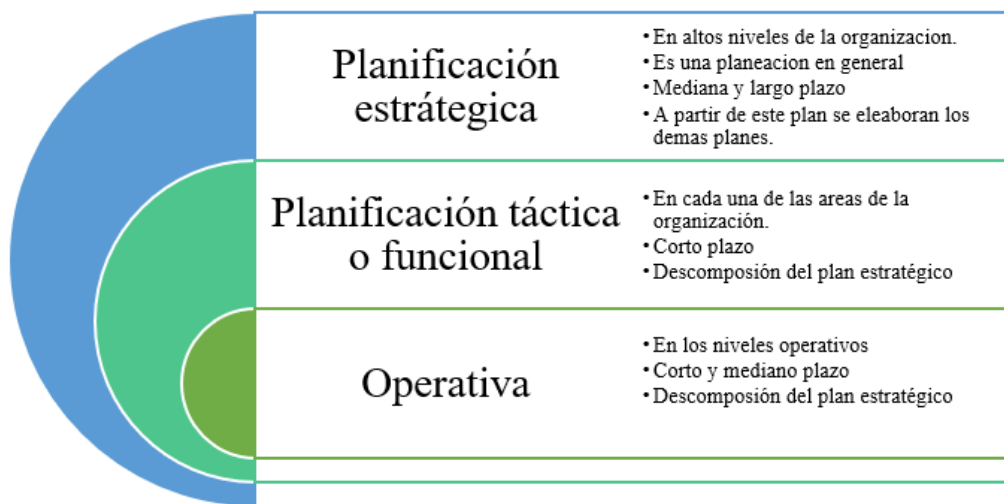 Planificación
estrátegica
• En altos niveles de la organizacion.
• Es una planeacion en general
• Mediana y largo plazo
• A partir de este plan se eleaboran los
demas planes.
Planificación táctica
o funcional
• En cada una de las areas de la
organización.
• Corto plazo
• Descomposión del plan estratégico
Operativa
• En los niveles operativos
• Corto y mediano plazo
• Descomposión del plan estratégico